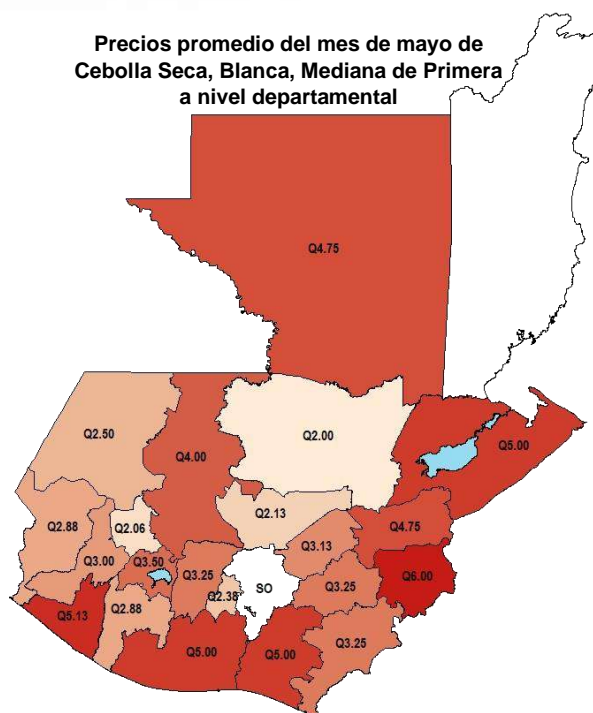 Precios promedio del mes de mayo de
Cebolla Seca, Blanca, Mediana de Primera
a nivel departamental
Q4.75
Q2.50
Q4.00
Q2.00
Q5.00
Q2.88
Q2.06
Q2.13
Q4.75
Q3.00
Q3.50
Q3.25
Q3.13
Q6.00
Q5.13
Q2.88
Q2.38
SO
Q3.25
Q5.00
Q5.00
Q3.25